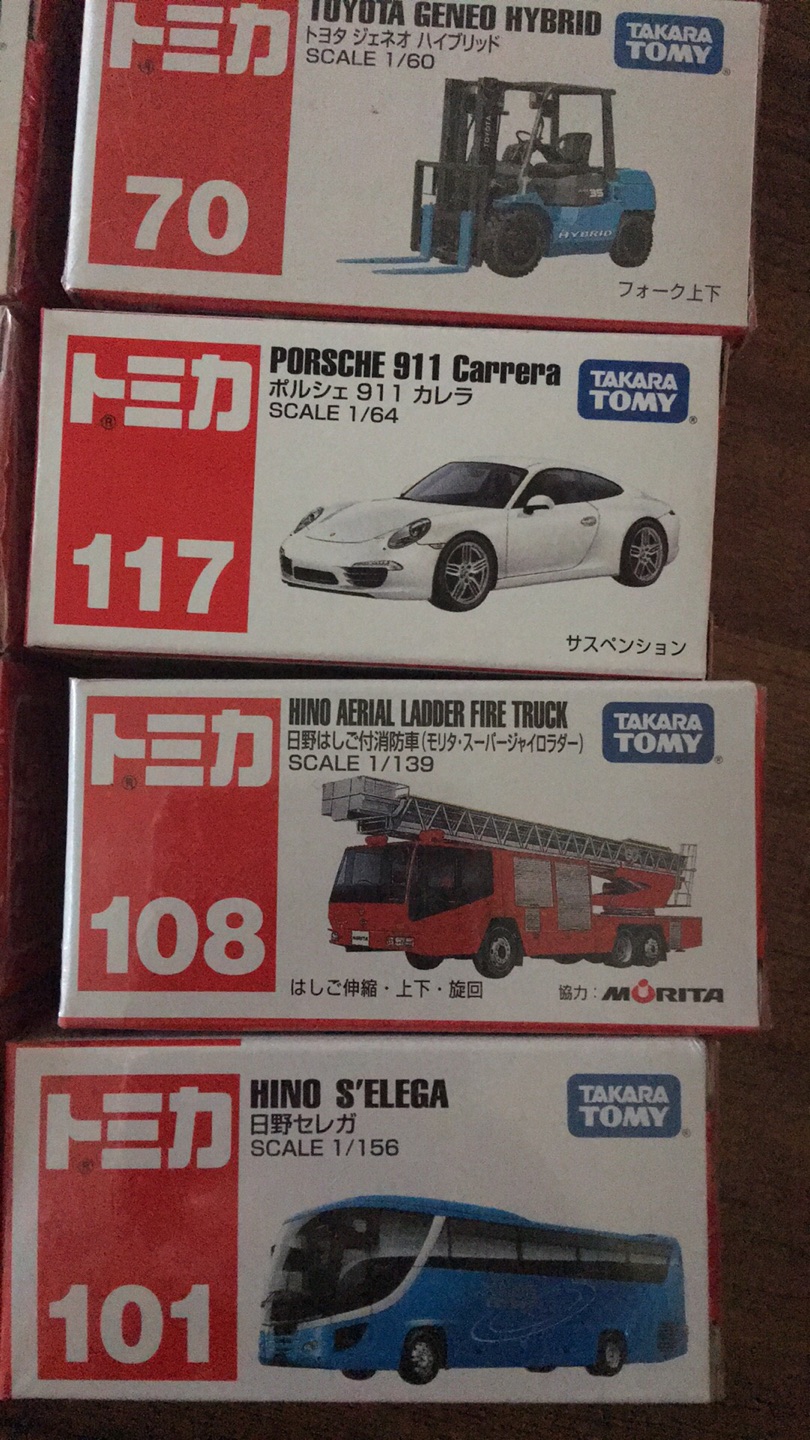 トミカ
TOYOTA GENEO HYBRID
トヨタ ジェネオ ハイブリッド
SCALE 1/60
TAKARA
TOMY
70
TOYOTA
35
HYBRID
フォーク上下
トミカ
PORSCHE 911 Carrera
ポルシェ 911 カレラ
SCALE 1/64
TAKARA
TOMY
117
サスペンション
トミカ
HINO AERIAL LADDER FIRE TRUCK
日野はしご付消防車(モリタ・スーパージャイロラダー)
SCALE 1/139
TAKARA
TOMY
108
MORITA
はしご伸縮・上下・旋回
協力:MORITA
トミカ
HINO S'ELEGA
日野セレガ
SCALE 1/156
TAKARA
TOMY
101